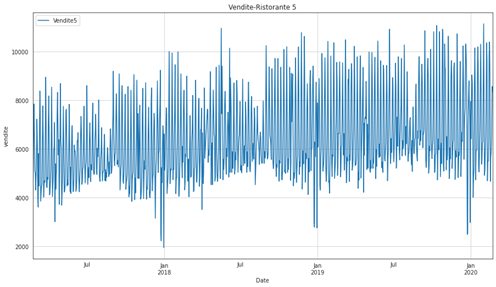 Vendite-Ristorante 5
Vendite5
vendite
10000
8000
6000
4000
2000
Jul
Jan
2018
Jul
Jan
2019
Jul
Jan
2020
Date